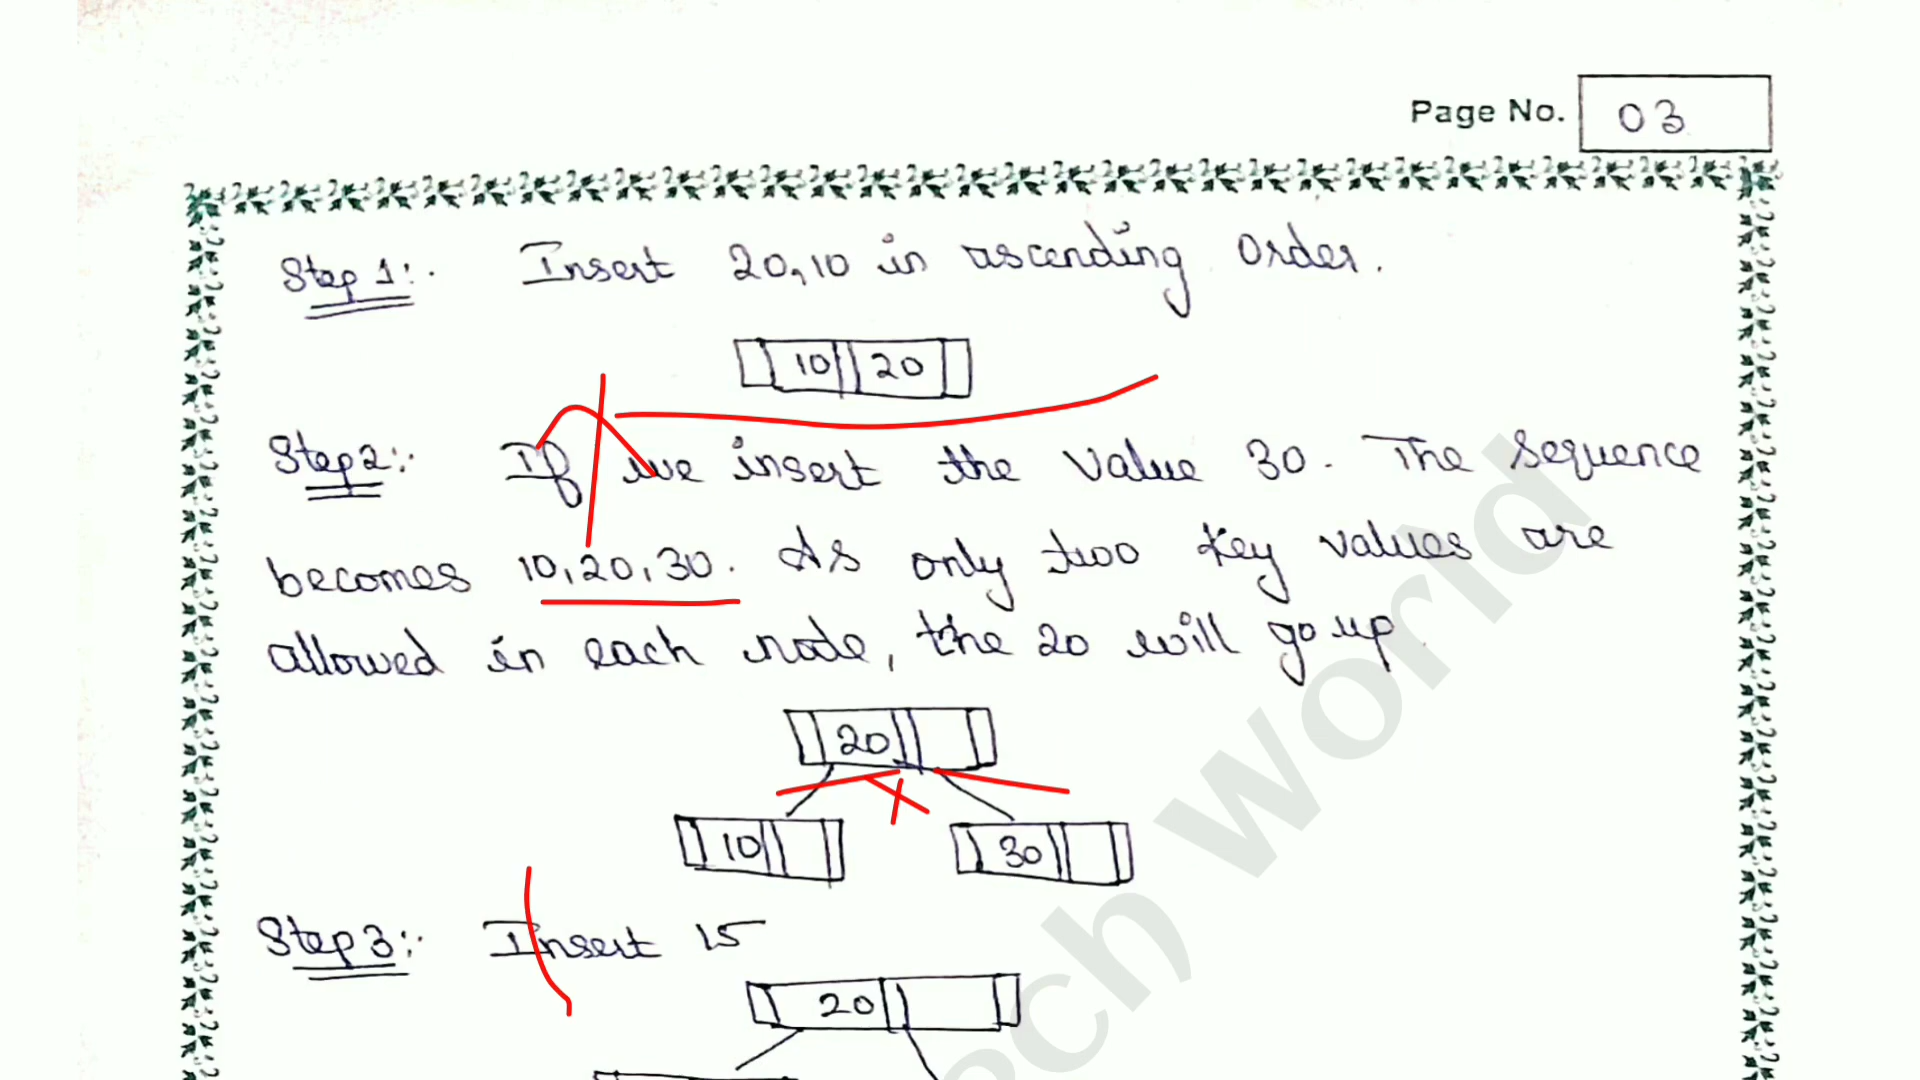 Page No. 03
Step 1:- Insert 20,10 in ascending order.
10 20
Step 2:- If we insert the value 30. The sequence
becomes 10,20,30. As only two key values are
allowed in each node, the 20 will go up.
20
10 30
Step 3:- Insert 15
20
ech world